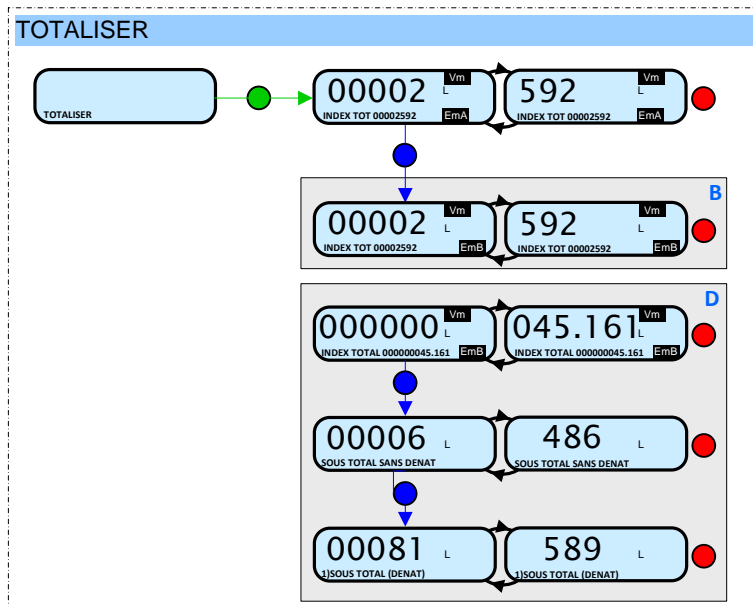 TOTALISER
TOTALISER
00002 L Vm
INDEX TOT 00002592 EmA
592 L Vm
INDEX TOT 00002592 EmA
B
00002 L Vm
INDEX TOT 00002592 EmB
592 L Vm
INDEX TOT 00002592 EmB
D
000000 L Vm
INDEX TOTAL 000000045.161 EmB
045.161 L Vm
INDEX TOTAL 000000045.161 EmB
00006 L
SOUS TOTAL SANS DENAT
486 L
SOUS TOTAL SANS DENAT
00081 L
1)SOUS TOTAL (DENAT)
589 L
1)SOUS TOTAL (DENAT)